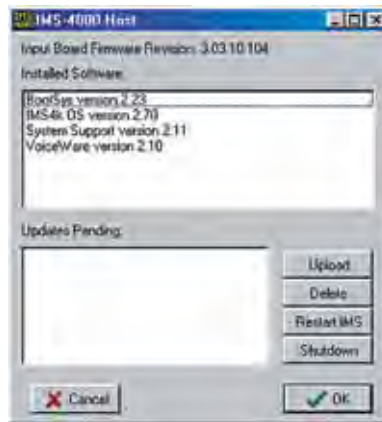 IMS-4000 Host
Input Board Firmware Revision: 3.03.10.104
Installed Software:
BootSys version 2.23
IMS4k OS version 2.70
System Support version 2.11
VoiceWare version 2.10
Updates Pending:
Upload
Delete
Restart IMS
Shutdown
Cancel
OK